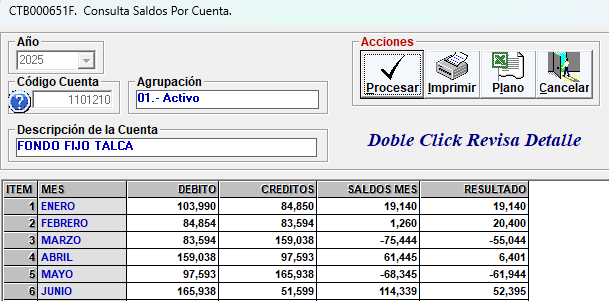 CTB000651F. Consulta Saldos Por Cuenta.
Año
2025
Código Cuenta
1101210
Agrupación
01.- Activo
Acciones
Procesar Imprimir Plano Cancelar
Descripción de la Cuenta
FONDO FIJO TALCA
Doble Click Revisa Detalle
ITEM MES DEBITO CREDITOS SALDOS MES RESULTADO
1 ENERO 103,990 84,850 19,140 19,140
2 FEBRERO 84,854 83,594 1,260 20,400
3 MARZO 83,594 159,038 -75,444 -55,044
4 ABRIL 159,038 97,593 61,445 6,401
5 MAYO 97,593 165,938 -68,345 -61,944
6 JUNIO 165,938 51,599 114,339 52,395